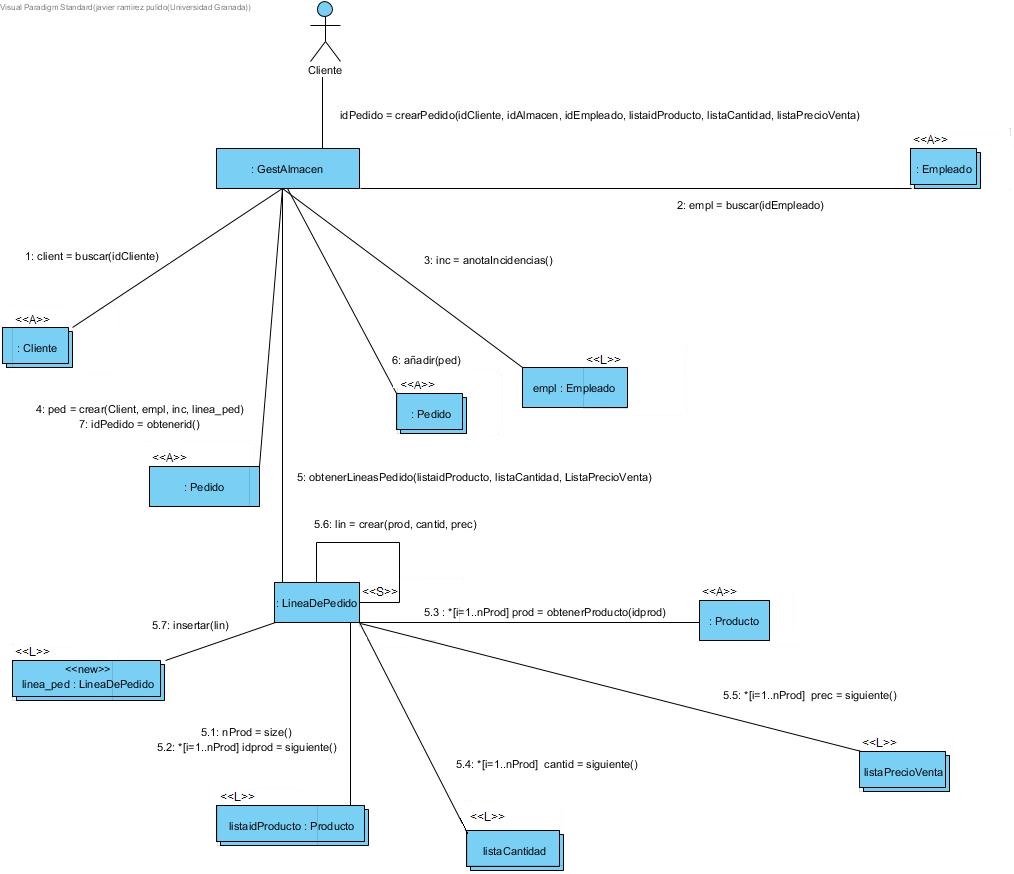 Visual Paradigm Standard(javier ramirez pulido(Universidad Granada))
Cliente
idPedido = crearPedido(idCliente, idAlmacen, idEmpleado, listaidProducto, listaCantidad, listaPrecioVenta)
: GestAlmacen
<<A>>
: Empleado
2: empl = buscar(idEmpleado)
1: client = buscar(idCliente)
3: inc = anotaIncidencias()
<<A>>
: Cliente
6: añadir(ped)
<<A>>
: Pedido
<<L>>
empl : Empleado
4: ped = crear(Client, empl, inc, linea_ped)
7: idPedido = obtenerid()
<<A>>
: Pedido
5: obtenerLineasPedido(listaidProducto, listaCantidad, ListaPrecioVenta)
5.6: lin = crear(prod, cantid, prec)
<<S>>
: LineaDePedido
5.3 : *[i=1..nProd] prod = obtenerProducto(idprod)
<<A>>
: Producto
5.7: insertar(lin)
<<L>>
<<new>>
linea_ped : LineaDePedido
5.5: *[i=1..nProd]  prec = siguiente()
5.1: nProd = size()
5.2: *[i=1..nProd] idprod = siguiente()
5.4: *[i=1..nProd]  cantid = siguiente()
<<L>>
listaPrecioVenta
<<L>>
listaidProducto : Producto
<<L>>
listaCantidad